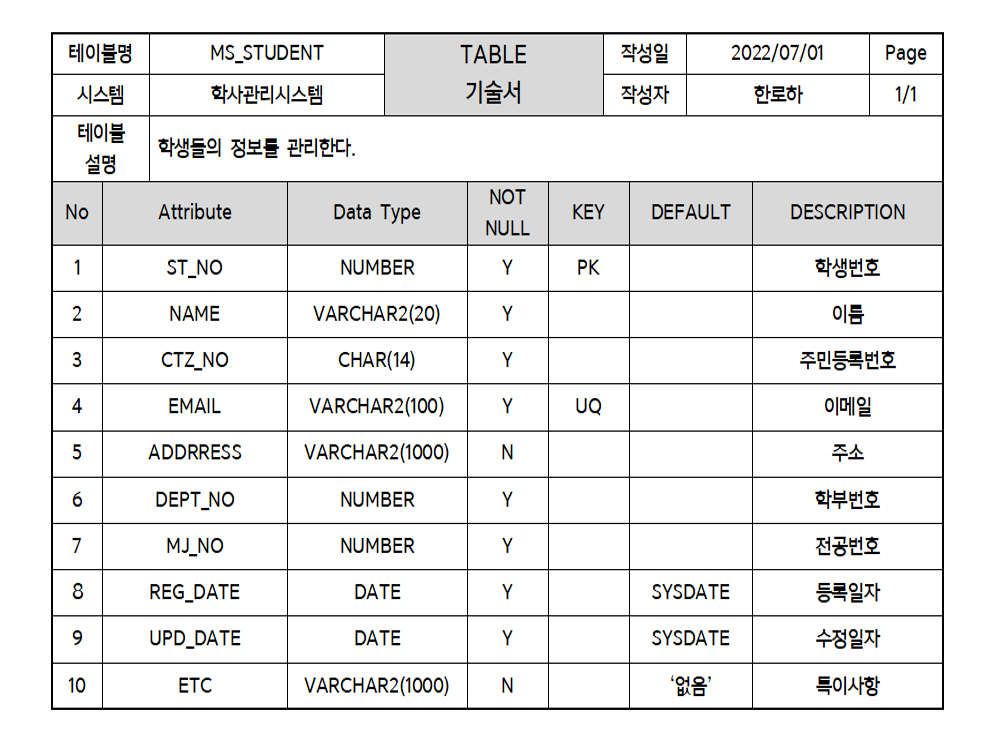 테이블명 MS_STUDENT TABLE 기술서 작성일 2022/07/01 Page
시스템 학사관리시스템 작성자 한로하 1/1
테이블 설명 학생들의 정보를 관리한다.
No Attribute Data Type NOT NULL KEY DEFAULT DESCRIPTION
1 ST_NO NUMBER Y PK 학생번호
2 NAME VARCHAR2(20) Y 이름
3 CTZ_NO CHAR(14) Y 주민등록번호
4 EMAIL VARCHAR2(100) Y UQ 이메일
5 ADDRRESS VARCHAR2(1000) N 주소
6 DEPT_NO NUMBER Y 학부번호
7 MJ_NO NUMBER Y 전공번호
8 REG_DATE DATE Y SYSDATE 등록일자
9 UPD_DATE DATE Y SYSDATE 수정일자
10 ETC VARCHAR2(1000) N ‘없음’ 특이사항